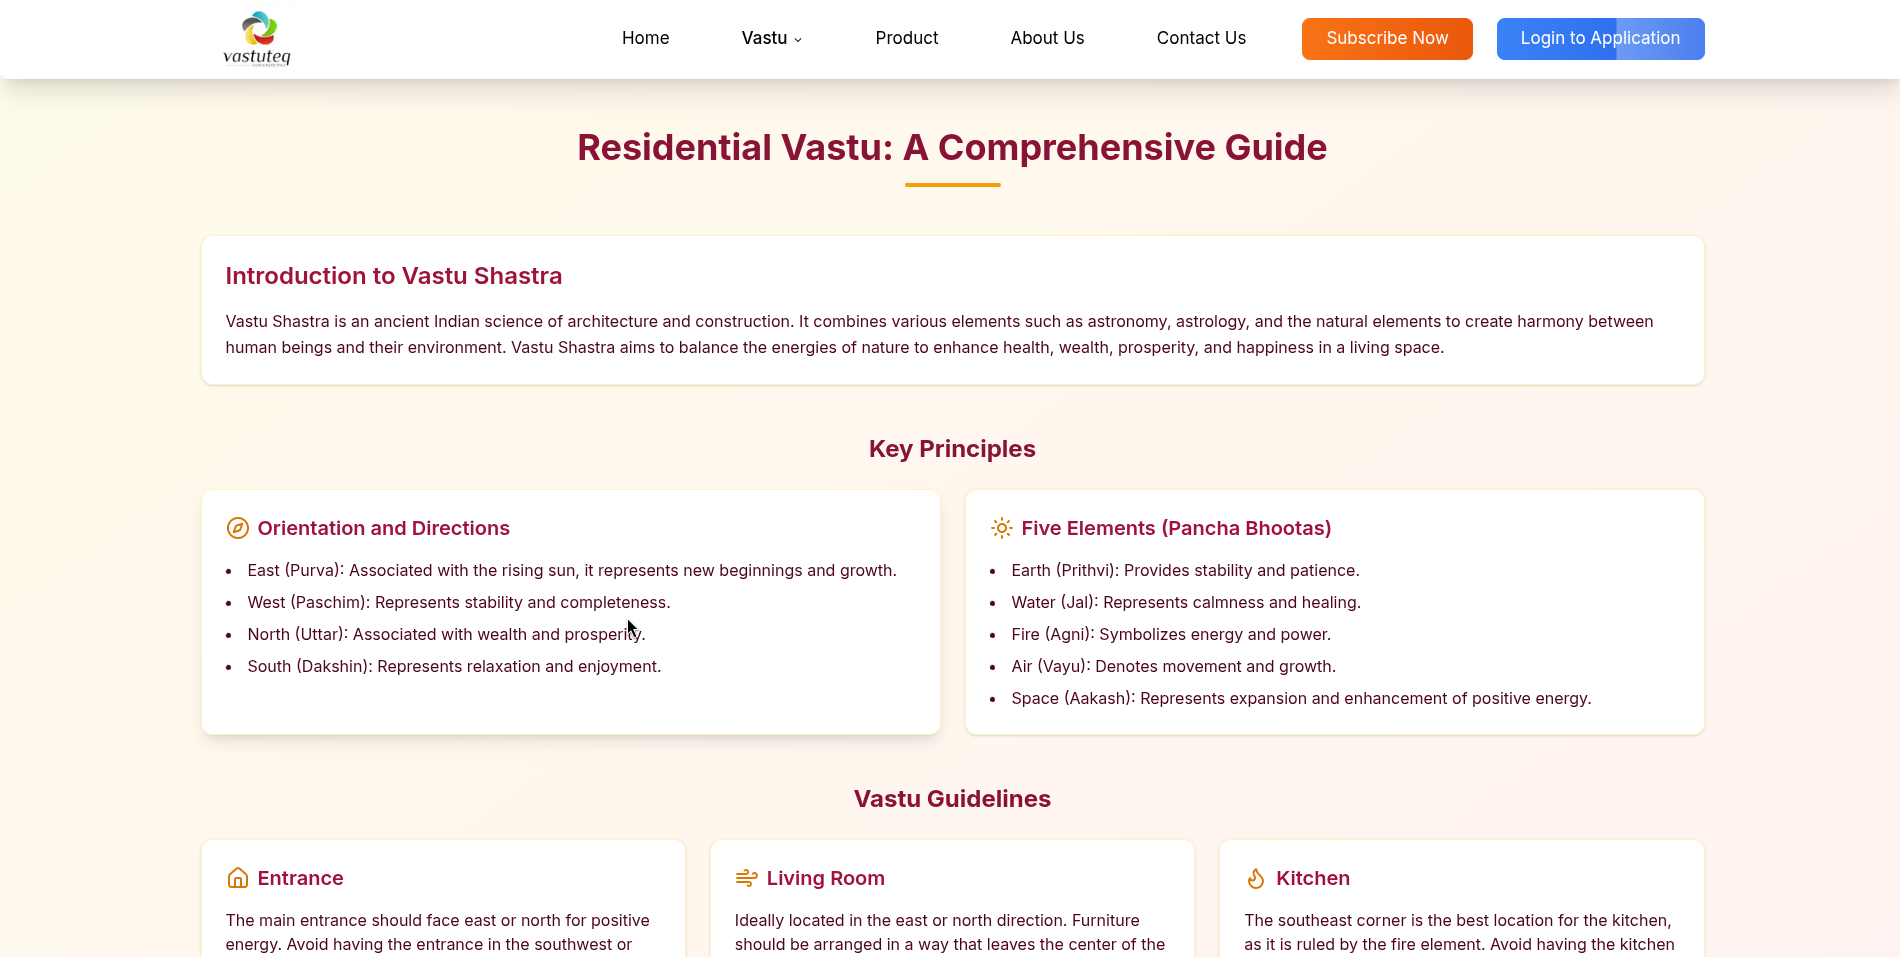 vastuteq
Home
Vastu
Product
About Us
Contact Us
Subscribe Now
Login to Application
Residential Vastu: A Comprehensive Guide
Introduction to Vastu Shastra
Vastu Shastra is an ancient Indian science of architecture and construction. It combines various elements such as astronomy, astrology, and the natural elements to create harmony between
human beings and their environment. Vastu Shastra aims to balance the energies of nature to enhance health, wealth, prosperity, and happiness in a living space.
Key Principles
Orientation and Directions
• East (Purva): Associated with the rising sun, it represents new beginnings and growth.
• West (Paschim): Represents stability and completeness.
• North (Uttar): Associated with wealth and prosperity.
• South (Dakshin): Represents relaxation and enjoyment.
Five Elements (Pancha Bhootas)
• Earth (Prithvi): Provides stability and patience.
• Water (Jal): Represents calmness and healing.
• Fire (Agni): Symbolizes energy and power.
• Air (Vayu): Denotes movement and growth.
• Space (Aakash): Represents expansion and enhancement of positive energy.
Vastu Guidelines
Entrance
The main entrance should face east or north for positive
energy. Avoid having the entrance in the southwest or
Living Room
Ideally located in the east or north direction. Furniture
should be arranged in a way that leaves the center of the
Kitchen
The southeast corner is the best location for the kitchen,
as it is ruled by the fire element. Avoid having the kitchen